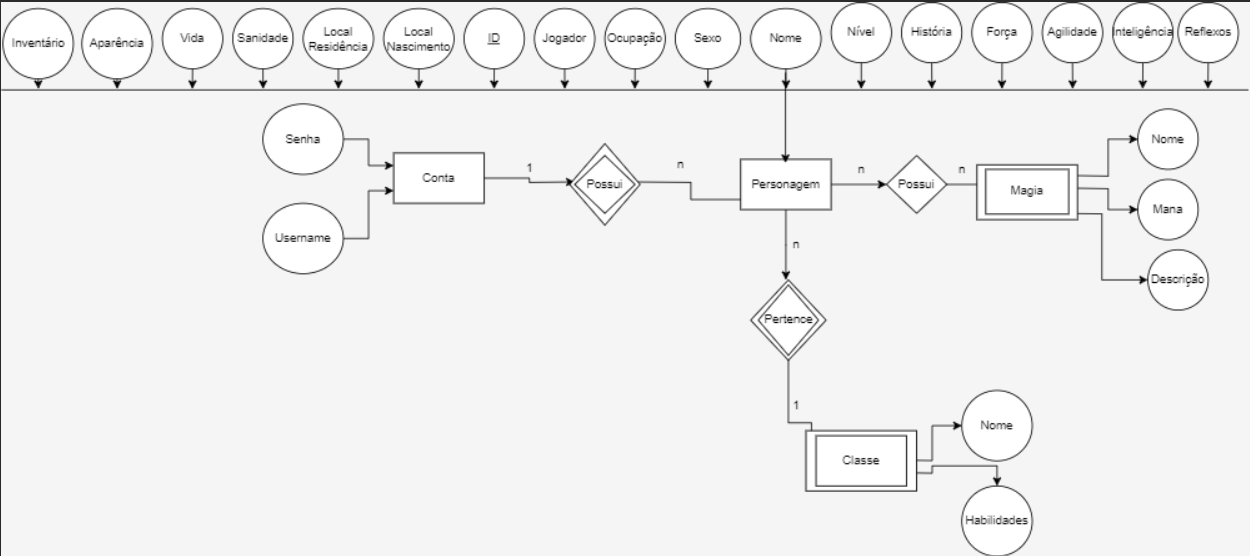 Inventário
Aparência
Vida
Sanidade
Local
Residência
Local
Nascimento
ID
Jogador
Ocupação
Sexo
Nome
Nível
História
Força
Agilidade
Inteligência
Reflexos
Senha
Username
Conta
1
Possui
n
Personagem
n
Possui
n
Magia
Nome
Mana
Descrição
n
Pertence
1
Classe
Nome
Habilidades